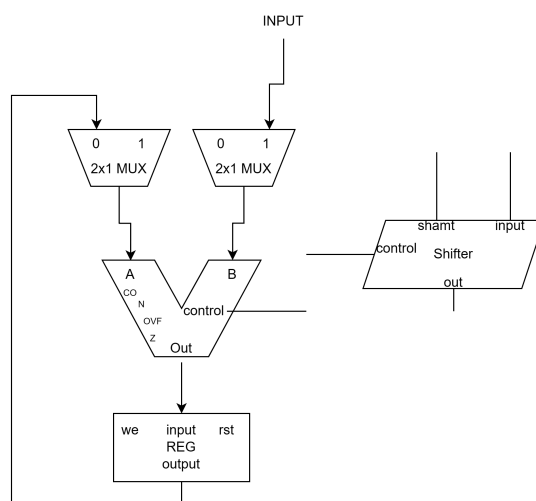 INPUT
0 1
2x1 MUX
0 1
2x1 MUX
shamt input
control Shifter
out
A B
CO
N
OVF
Z
control
Out
we input rst
REG
output